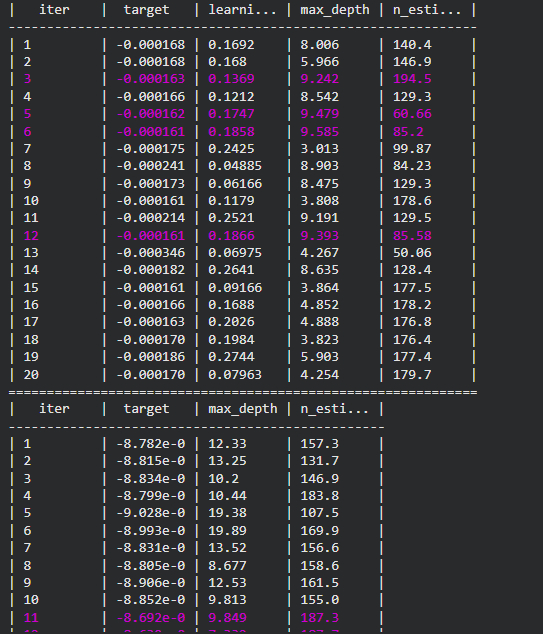 |   iter    |  target   | learni... | max_depth | n_esti... |
-------------------------------------------------------------
| 1         | -0.000168 | 0.1692    | 8.006     | 140.4     |
| 2         | -0.000168 | 0.168     | 5.966     | 146.9     |
| 3         | -0.000163 | 0.1369    | 9.242     | 194.5     |
| 4         | -0.000166 | 0.1212    | 8.542     | 129.3     |
| 5         | -0.000162 | 0.1747    | 9.479     | 60.66     |
| 6         | -0.000161 | 0.1858    | 9.585     | 85.2      |
| 7         | -0.000175 | 0.2425    | 3.013     | 99.87     |
| 8         | -0.000241 | 0.04885   | 8.903     | 84.23     |
| 9         | -0.000173 | 0.06166   | 8.475     | 129.3     |
| 10        | -0.000161 | 0.1179    | 3.808     | 178.6     |
| 11        | -0.000214 | 0.2521    | 9.191     | 129.5     |
| 12        | -0.000161 | 0.1866    | 9.393     | 85.58     |
| 13        | -0.000346 | 0.06975   | 4.267     | 50.06     |
| 14        | -0.000182 | 0.2641    | 8.635     | 128.4     |
| 15        | -0.000161 | 0.09166   | 3.864     | 177.5     |
| 16        | -0.000166 | 0.1688    | 4.852     | 178.2     |
| 17        | -0.000163 | 0.2026    | 4.888     | 176.8     |
| 18        | -0.000170 | 0.1984    | 3.823     | 176.4     |
| 19        | -0.000186 | 0.2744    | 5.903     | 177.4     |
| 20        | -0.000170 | 0.07963   | 4.254     | 179.7     |
=============================================================
|   iter    |  target   | max_depth | n_esti... |
-------------------------------------------------
| 1         | -8.782e-0 | 12.33     | 157.3     |
| 2         | -8.815e-0 | 13.25     | 131.7     |
| 3         | -8.834e-0 | 10.2      | 146.9     |
| 4         | -8.799e-0 | 10.44     | 183.8     |
| 5         | -9.028e-0 | 19.38     | 107.5     |
| 6         | -8.993e-0 | 19.89     | 169.9     |
| 7         | -8.831e-0 | 13.52     | 156.6     |
| 8         | -8.805e-0 | 8.677     | 158.6     |
| 9         | -8.906e-0 | 12.53     | 161.5     |
| 10        | -8.852e-0 | 9.813     | 155.0     |
| 11        | -8.692e-0 | 9.849     | 187.3     |